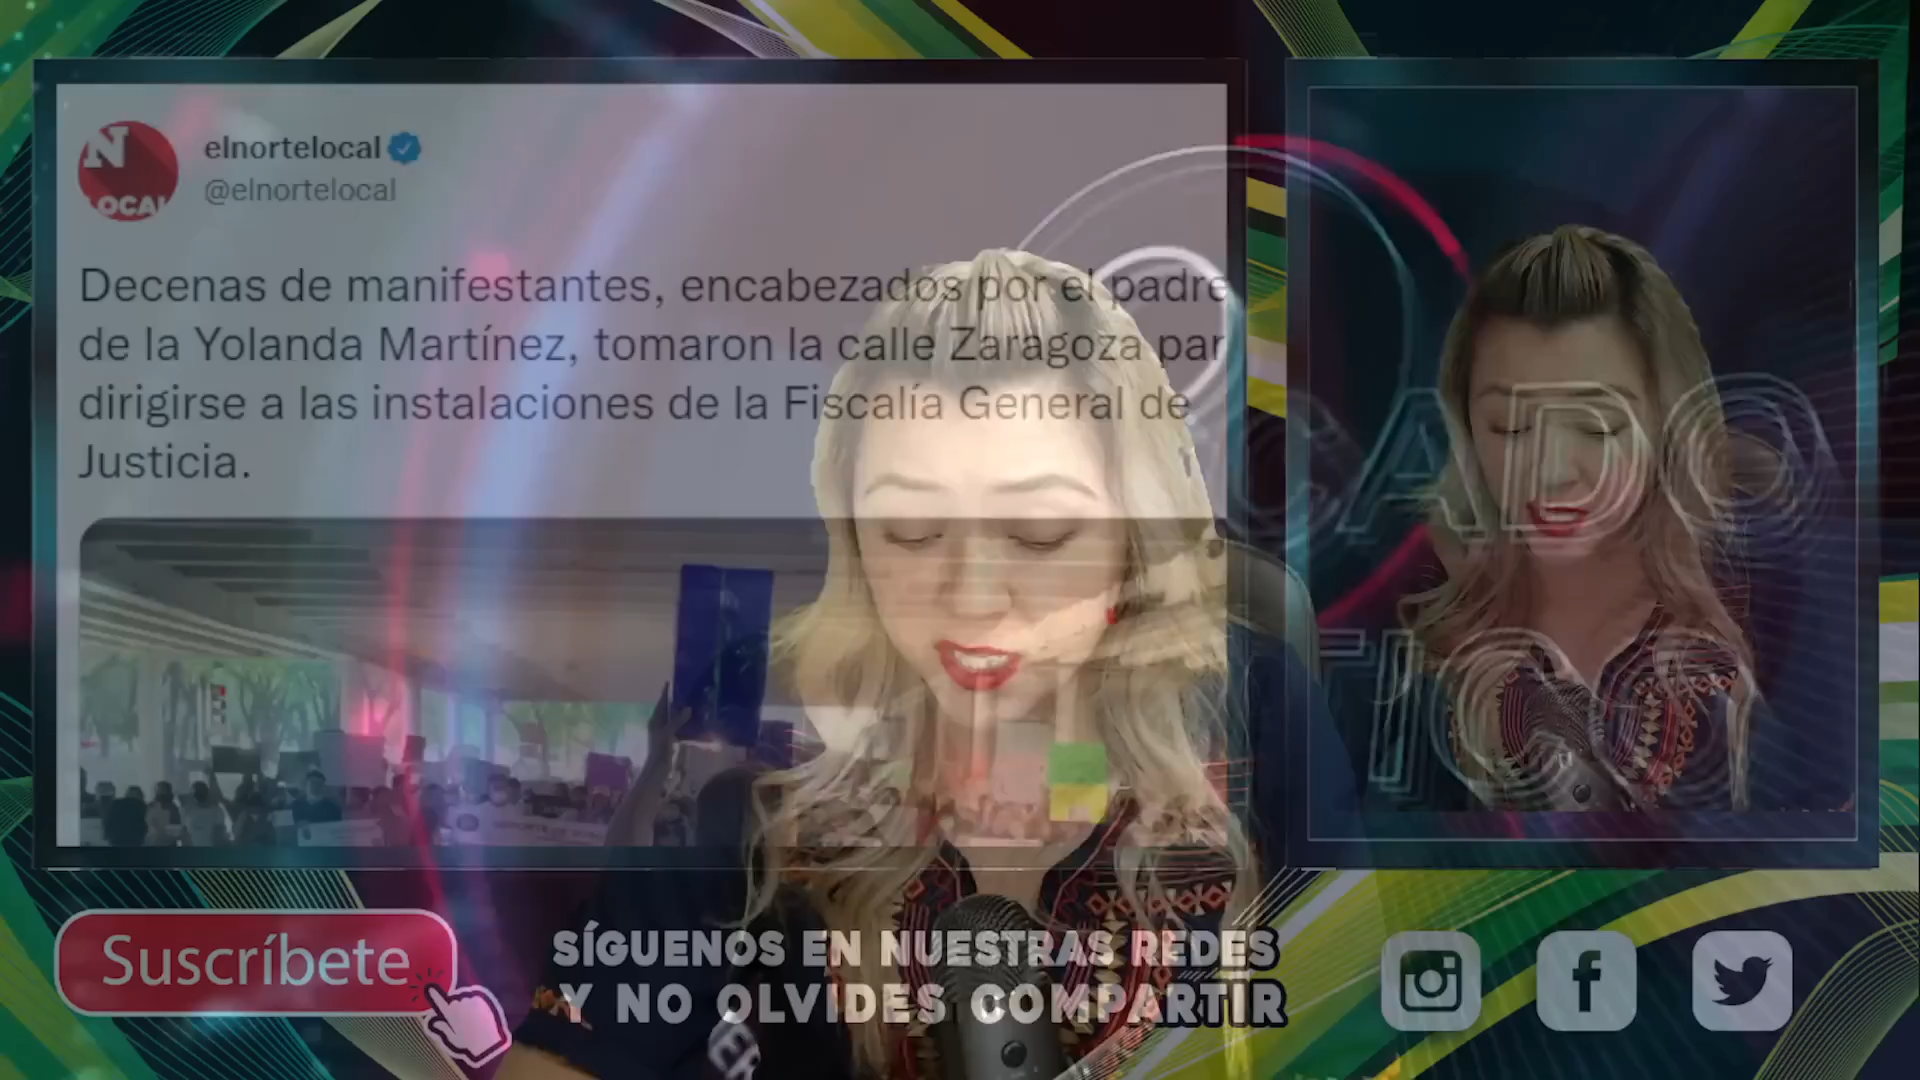 N
LOCAL
elnortelocal
@elnortelocal
Decenas de manifestantes, encabezados por el padre
de la Yolanda Martínez, tomaron la calle Zaragoza par
dirigirse a las instalaciones de la Fiscalía General de
Justicia.
Suscríbete
SÍGUENOS EN NUESTRAS REDES
Y NO OLVIDES COMPARTIR